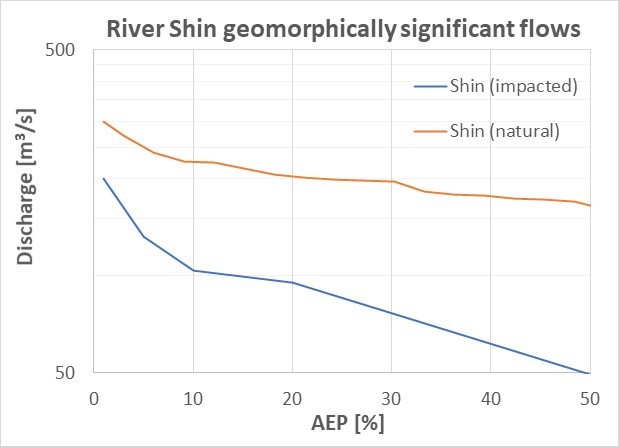 River Shin geomorphically significant flows
500
Shin (impacted)
Shin (natural)
Discharge [m³/s]
50
0 10 20 30 40 50
AEP [%]